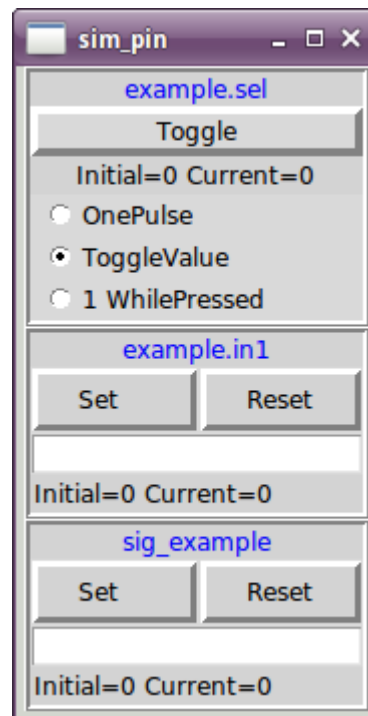 sim_pin
example.sel
Toggle
Initial=0 Current=0
OnePulse
ToggleValue
1 WhilePressed
example.in1
Set Reset
Initial=0 Current=0
sig_example
Set Reset
Initial=0 Current=0